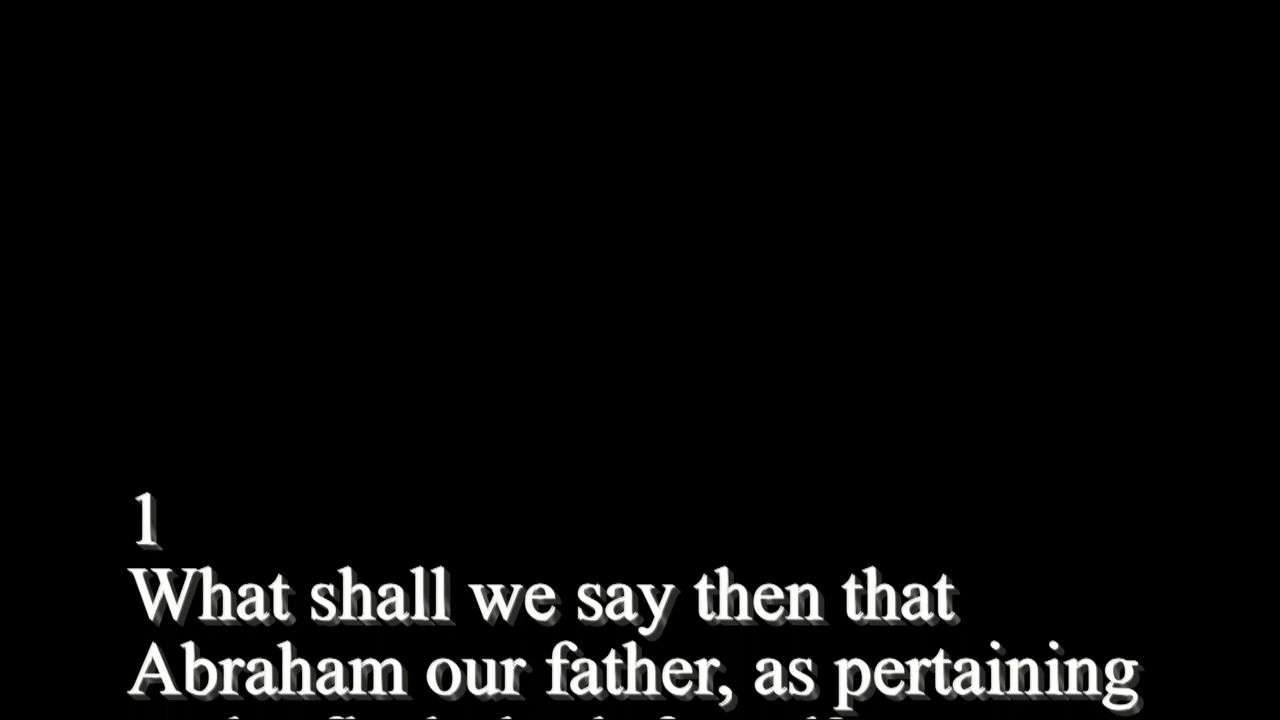 1
What shall we say then that
Abraham our father, as pertaining